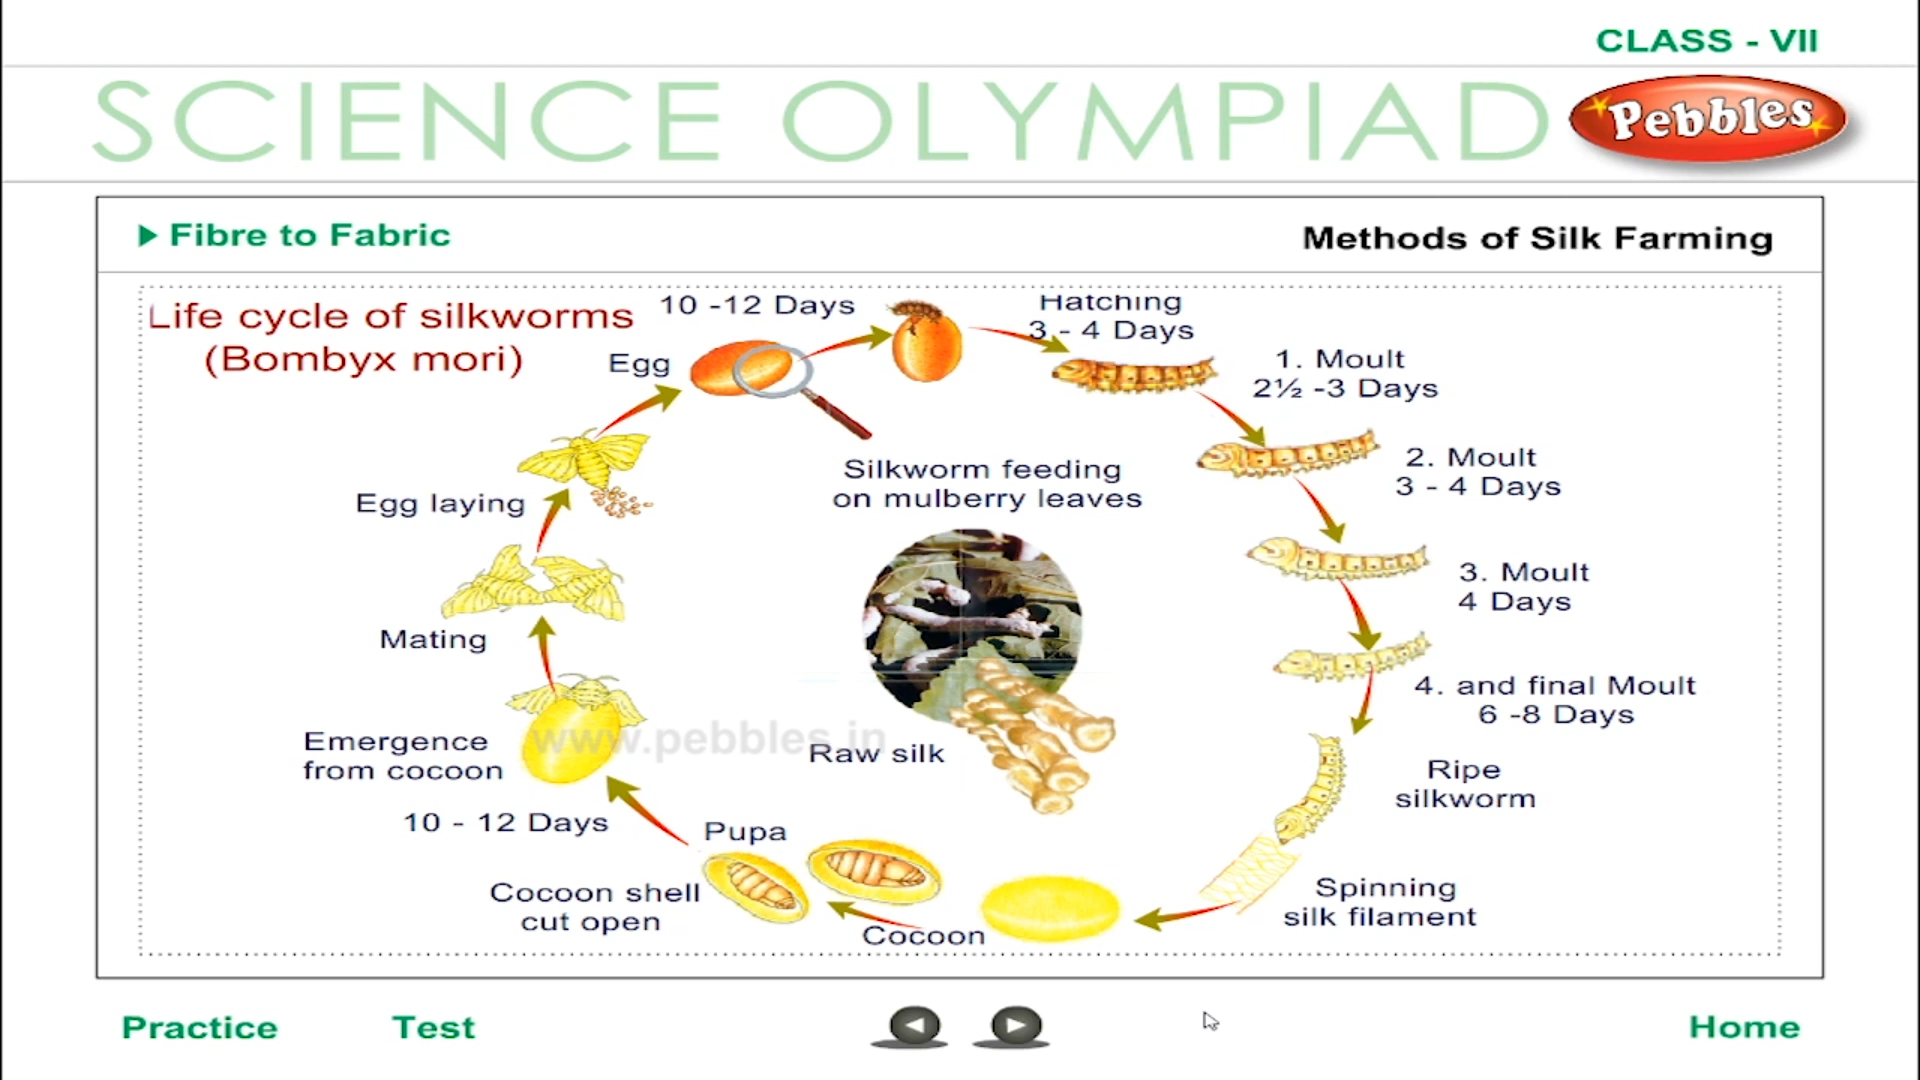 CLASS - VII
SCIENCE OLYMPIAD
Pebbles
Fibre to Fabric
Methods of Silk Farming
Life cycle of silkworms
(Bombyx mori)
10 -12 Days
Hatching
3 - 4 Days
Egg
1. Moult
2½ -3 Days
2. Moult
3 - 4 Days
Silkworm feeding
on mulberry leaves
Egg laying
3. Moult
4 Days
Mating
4. and final Moult
6 -8 Days
Emergence
from cocoon
www.pebbles.in
Raw silk
Ripe
silkworm
10 - 12 Days
Pupa
Cocoon shell
cut open
Cocoon
Spinning
silk filament
Practice
Test
Home